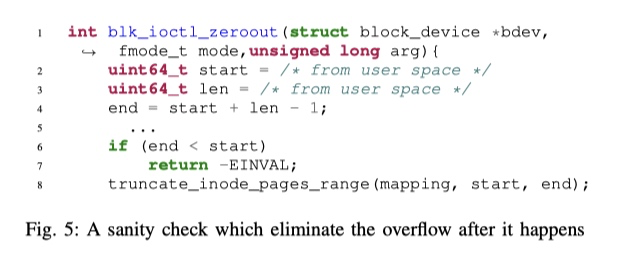 1 int blk_ioctl_zeroout(struct block_device *bdev,
↪ fmode_t mode,unsigned long arg){
2 uint64_t start = /* from user space */
3 uint64_t len = /* from user space */
4 end = start + len - 1;
5 ...
6 if (end < start)
7 return -EINVAL;
8 truncate_inode_pages_range(mapping, start, end);
Fig. 5: A sanity check which eliminate the overflow after it happens